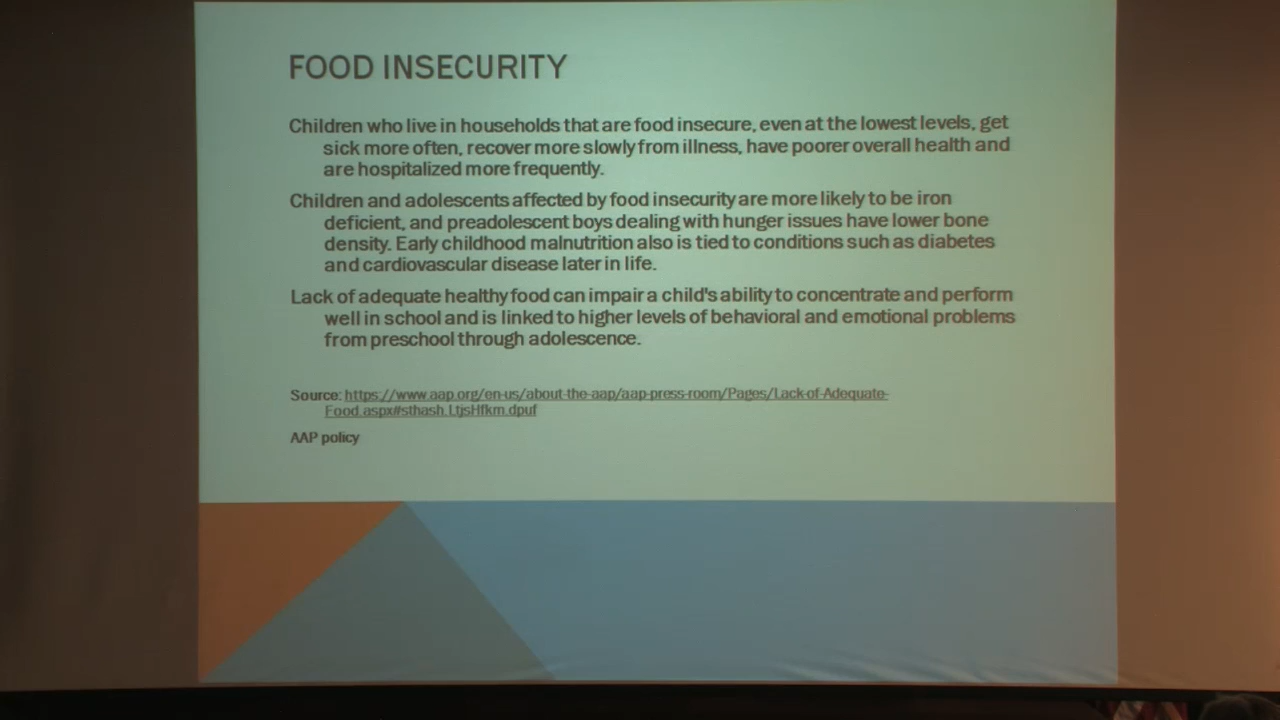 FOOD INSECURITY
Children who live in households that are food insecure, even at the lowest levels, get
sick more often, recover more slowly from illness, have poorer overall health and
are hospitalized more frequently.
Children and adolescents affected by food insecurity are more likely to be iron
deficient, and preadolescent boys dealing with hunger issues have lower bone
density. Early childhood malnutrition also is tied to conditions such as diabetes
and cardiovascular disease later in life.
Lack of adequate healthy food can impair a child's ability to concentrate and perform
well in school and is linked to higher levels of behavioral and emotional problems
from preschool through adolescence.
Source: https://www.aap.org/en-us/about-the-aap/aap-press-room/Pages/Lack-of-Adequate-
Food.aspx#sthash.LtjsHfkm.dpuf
AAP policy